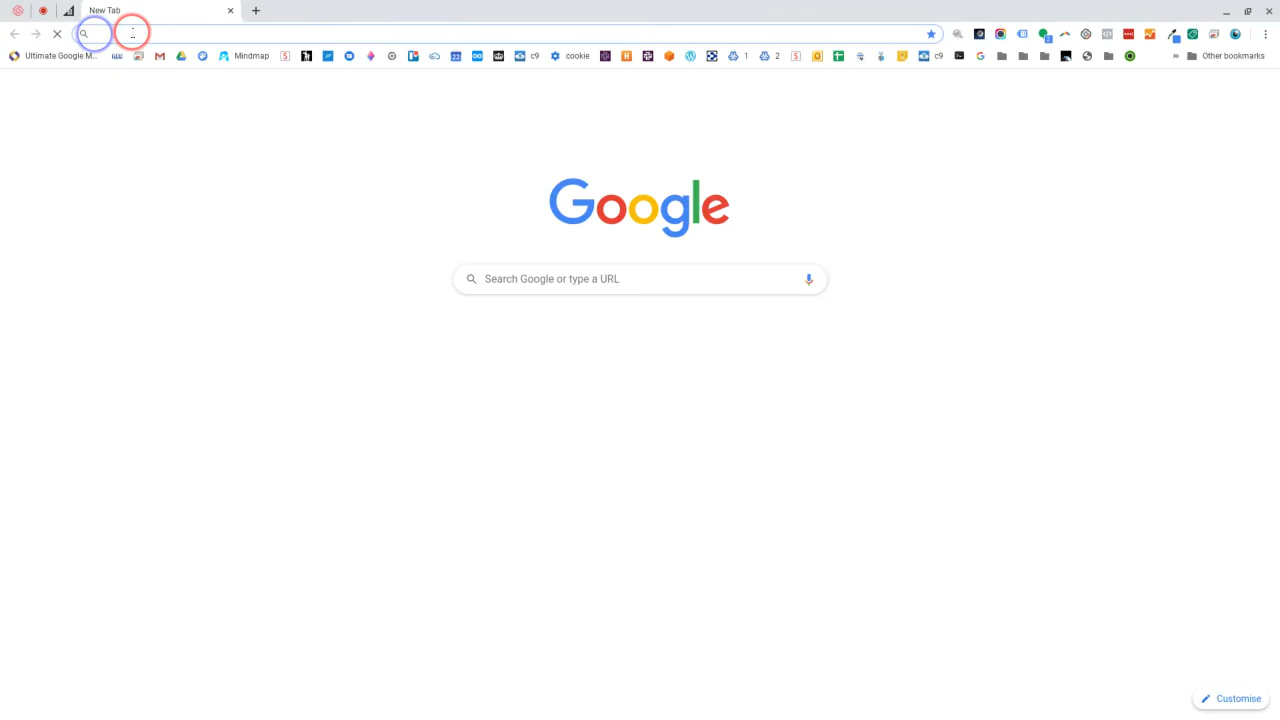 New Tab
Ultimate Google M...
Mindmap
c9
cookie
1
2
c9
Other bookmarks
Google
Search Google or type a URL
Customise